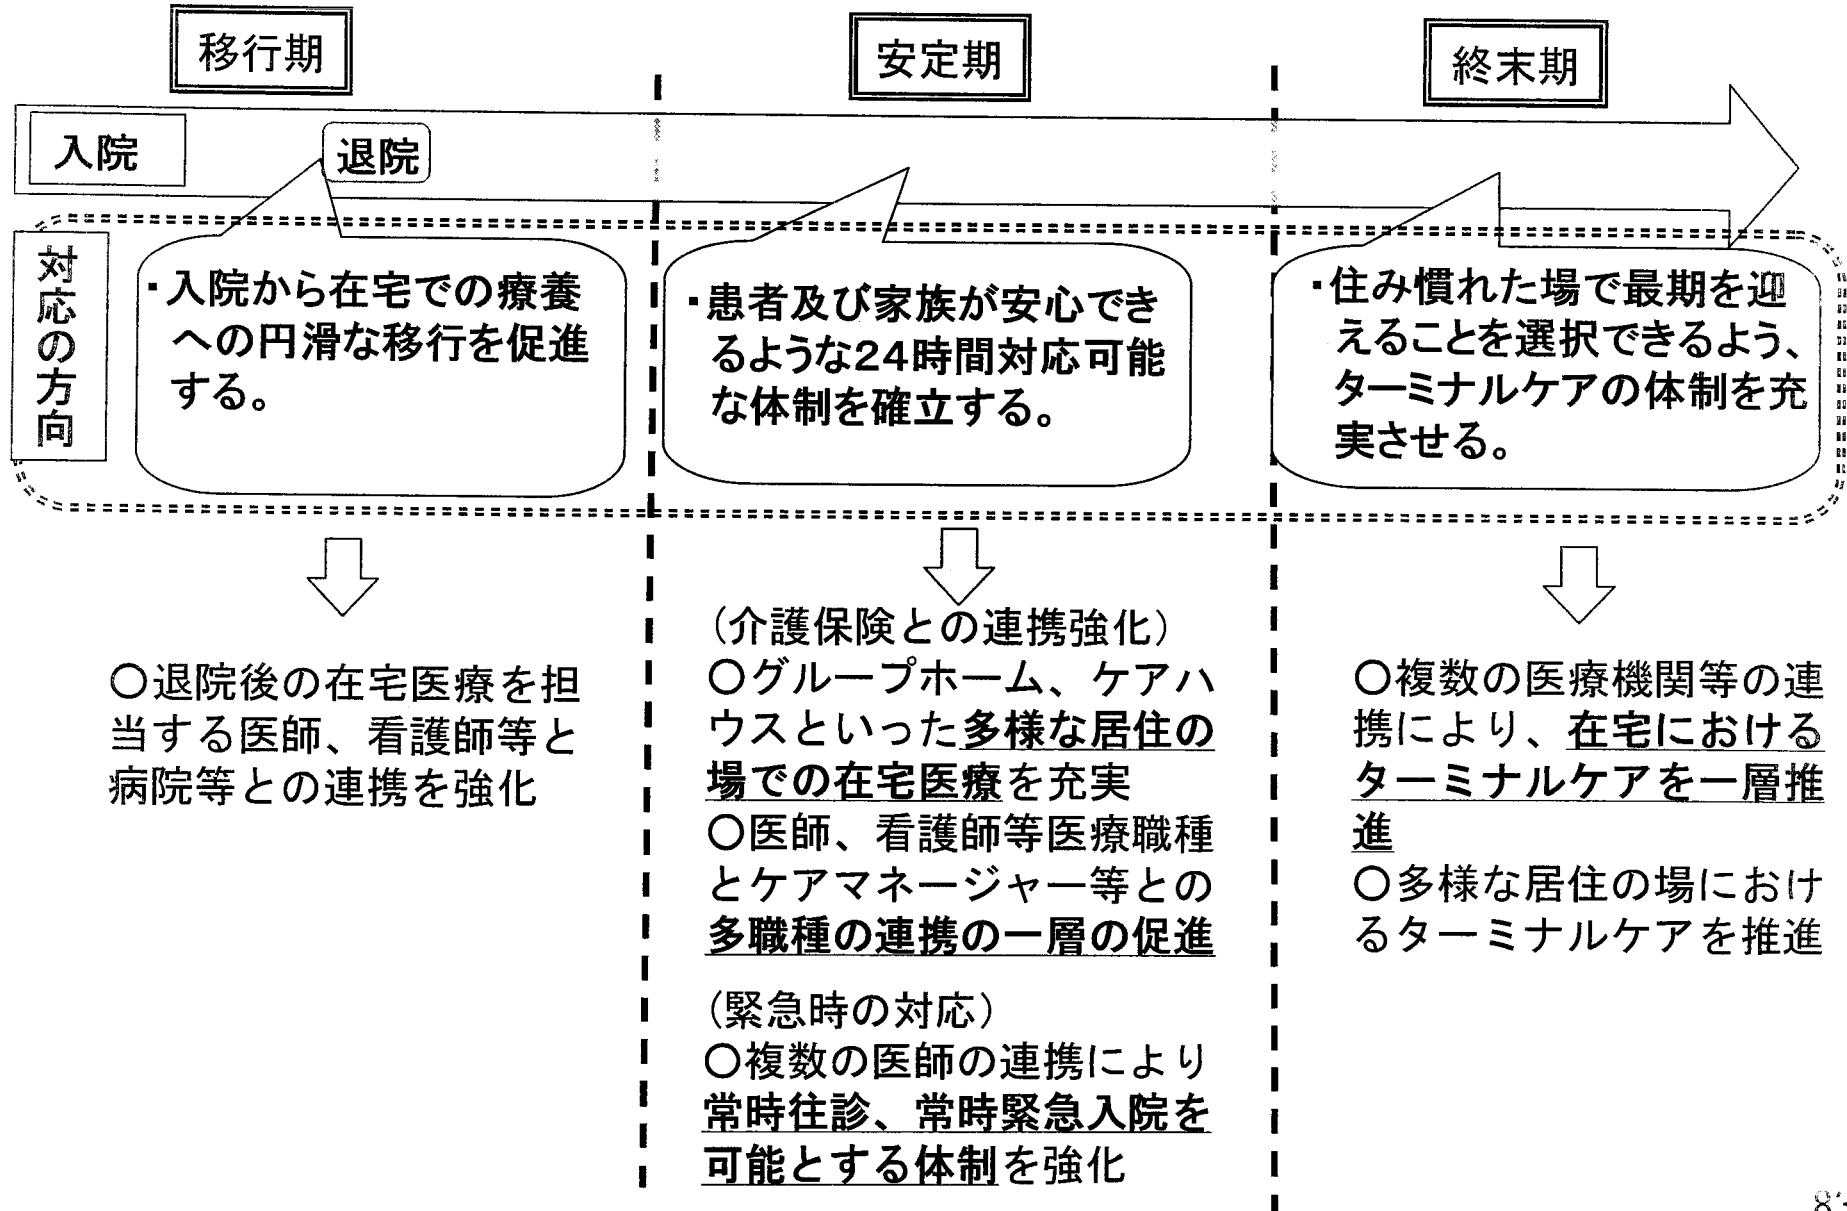 移行期
安定期
終末期
入院
退院
対応の方向
・入院から在宅での療養
への円滑な移行を促進
する。
・患者及び家族が安心でき
るような24時間対応可能
な体制を確立する。
・住み慣れた場で最期を迎
えることを選択できるよう、
ターミナルケアの体制を充
実させる。
○退院後の在宅医療を担
当する医師、看護師等と
病院等との連携を強化
(介護保険との連携強化)
○グループホーム、ケアハ
ウスといった多様な居住の
場での在宅医療を充実
○医師、看護師等医療職種
とケアマネージャー等との
多職種の連携の一層の促進
(緊急時の対応)
○複数の医師の連携により
常時往診、常時緊急入院を
可能とする体制を強化
○複数の医療機関等の連
携により、在宅における
ターミナルケアを一層推
進
○多様な居住の場におけ
るターミナルケアを推進